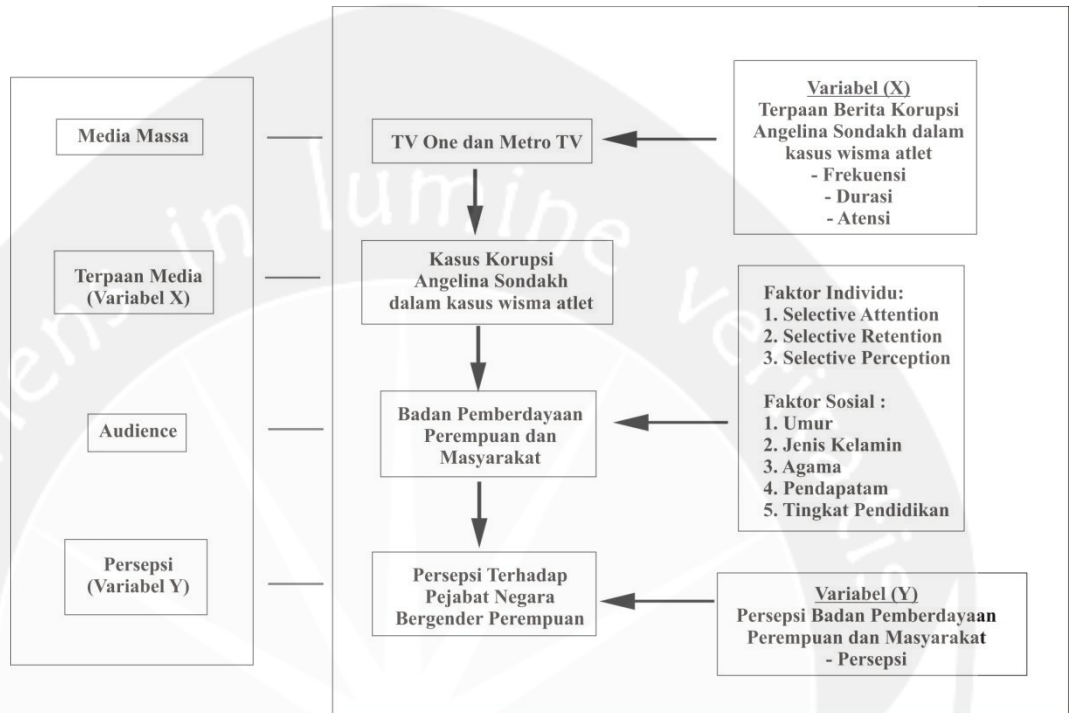 Media Massa
Terpaan Media
(Variabel X)
Audience
Persepsi
(Variabel Y)
TV One dan Metro TV
Kasus Korupsi
Angelina Sondakh
dalam kasus wisma atlet
Badan Pemberdayaan
Perempuan dan
Masyarakat
Persepsi Terhadap
Pejabat Negara
Bergender Perempuan
Variabel (X)
Terpaan Berita Korupsi
Angelina Sondakh dalam
kasus wisma atlet
- Frekuensi
- Durasi
- Atensi
Faktor Individu:
1. Selective Attention
2. Selective Retention
3. Selective Perception
Faktor Sosial :
1. Umur
2. Jenis Kelamin
3. Agama
4. Pendapatam
5. Tingkat Pendidikan
Variabel (Y)
Persepsi Badan Pemberdayaan
Perempuan dan Masyarakat
- Persepsi
in lumine veritatis